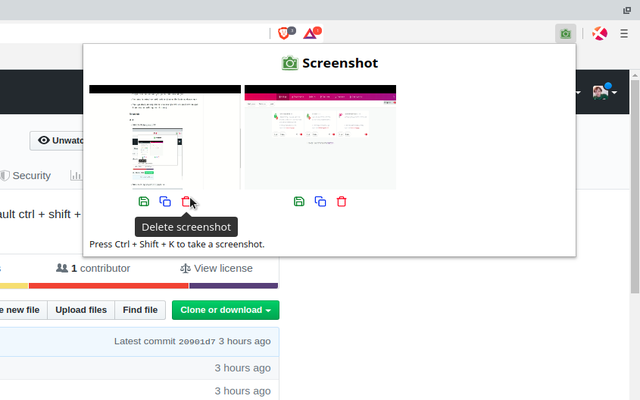 Screenshot
Delete screenshot
Press Ctrl + Shift + K to take a screenshot.
Unwatc
Security
ault ctrl + shift +
1 contributor
View license
e new file
Upload files
Find file
Clone or download
Latest commit 20901d7 3 hours ago
3 hours ago
3 hours ago